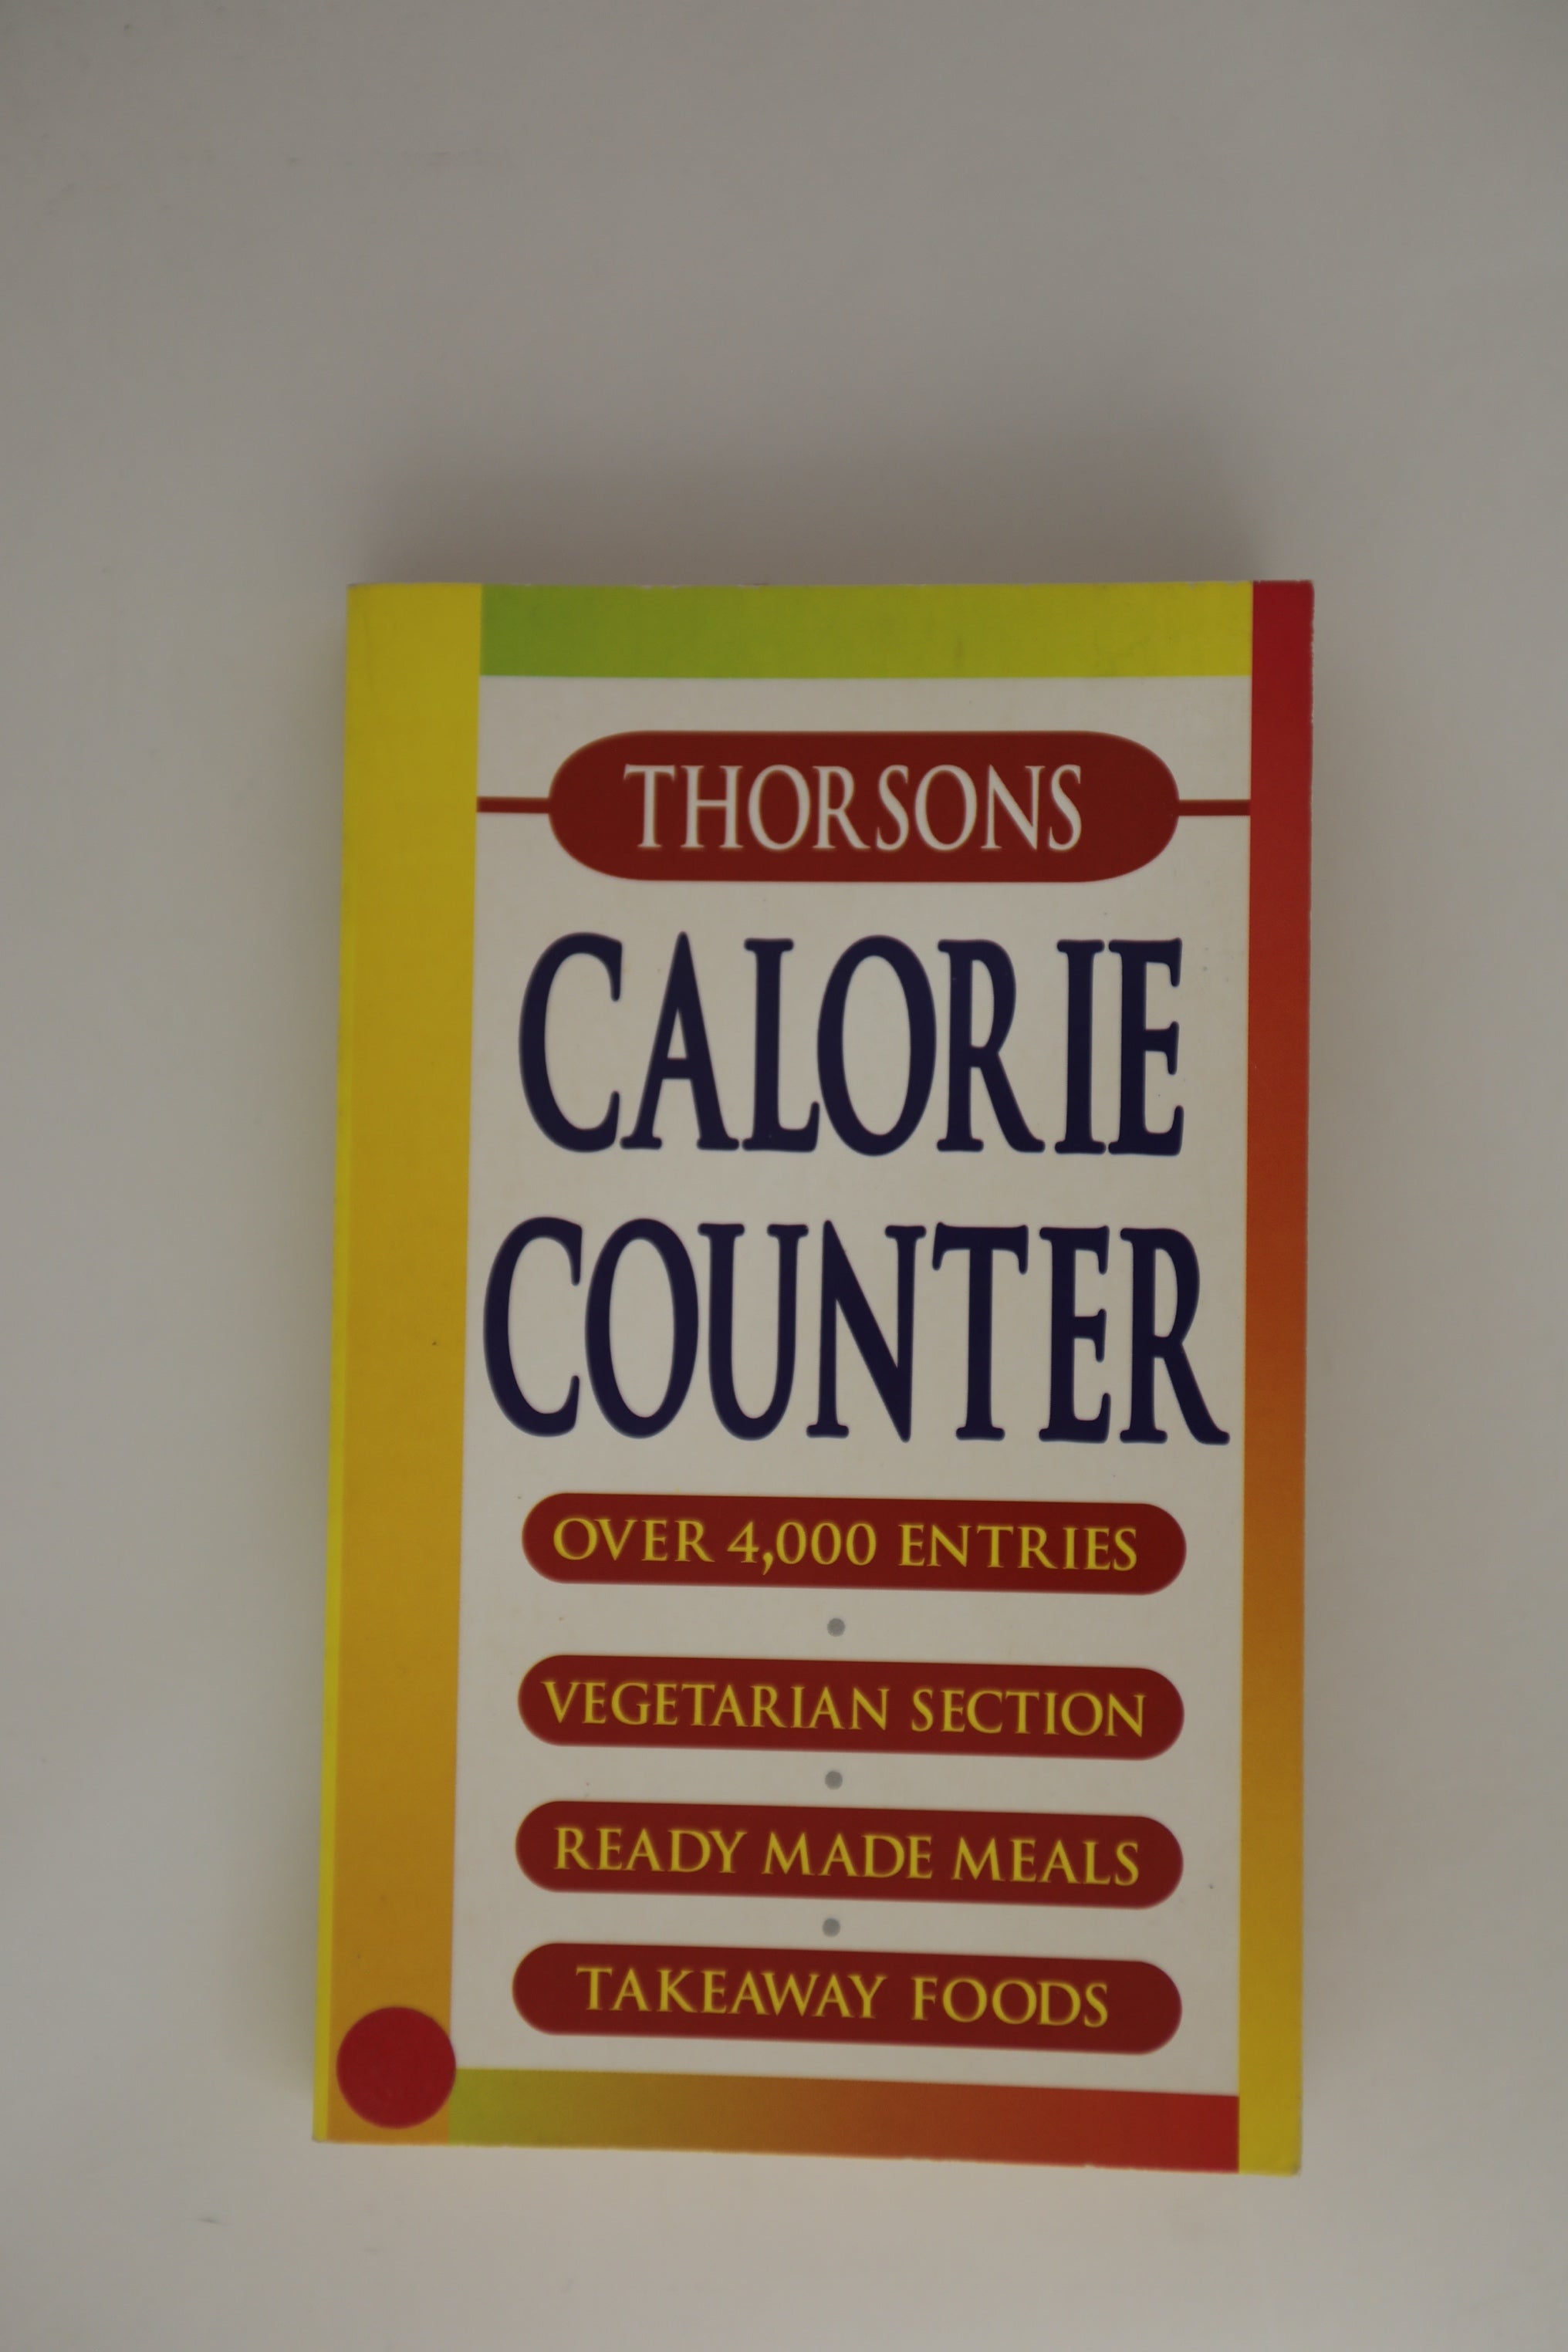 THORSONS
CALORIE
COUNTER
OVER 4,000 ENTRIES
VEGETARIAN SECTION
READY MADE MEALS
TAKEAWAY FOODS